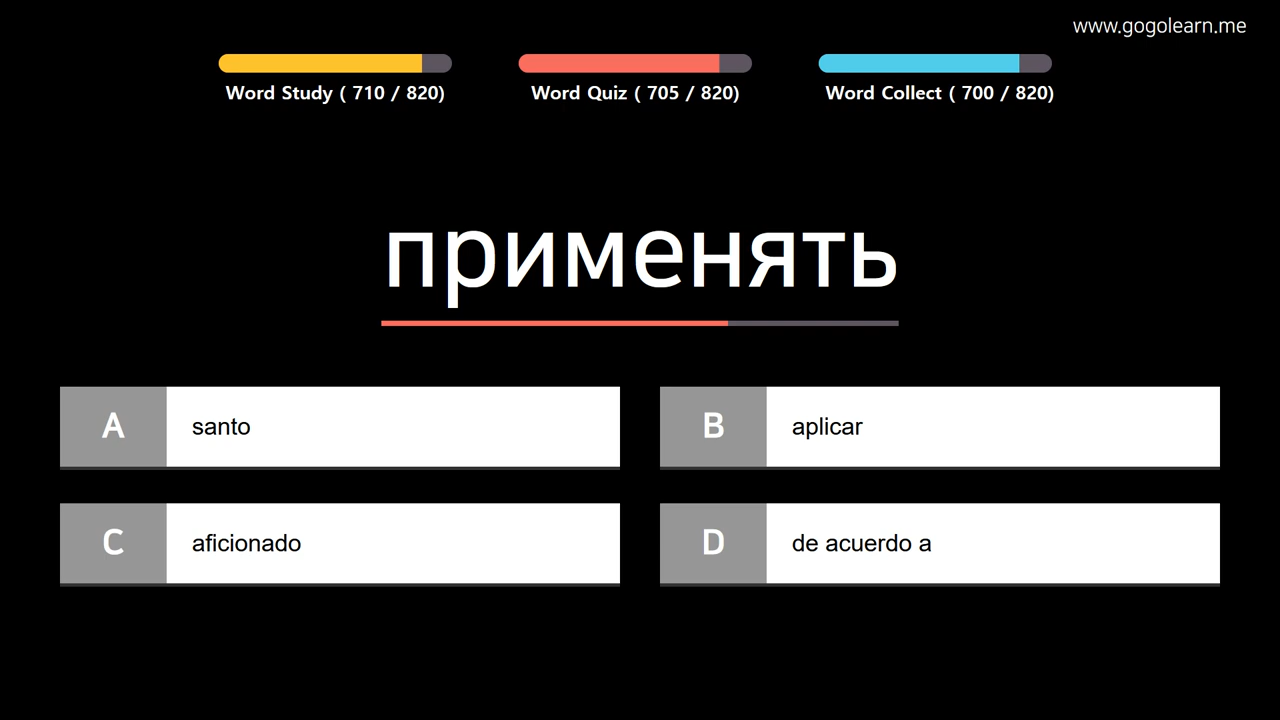 www.gogolearn.me
Word Study ( 710 / 820)
Word Quiz ( 705 / 820)
Word Collect ( 700 / 820)
применять
A
santo
B
aplicar
C
aficionado
D
de acuerdo a